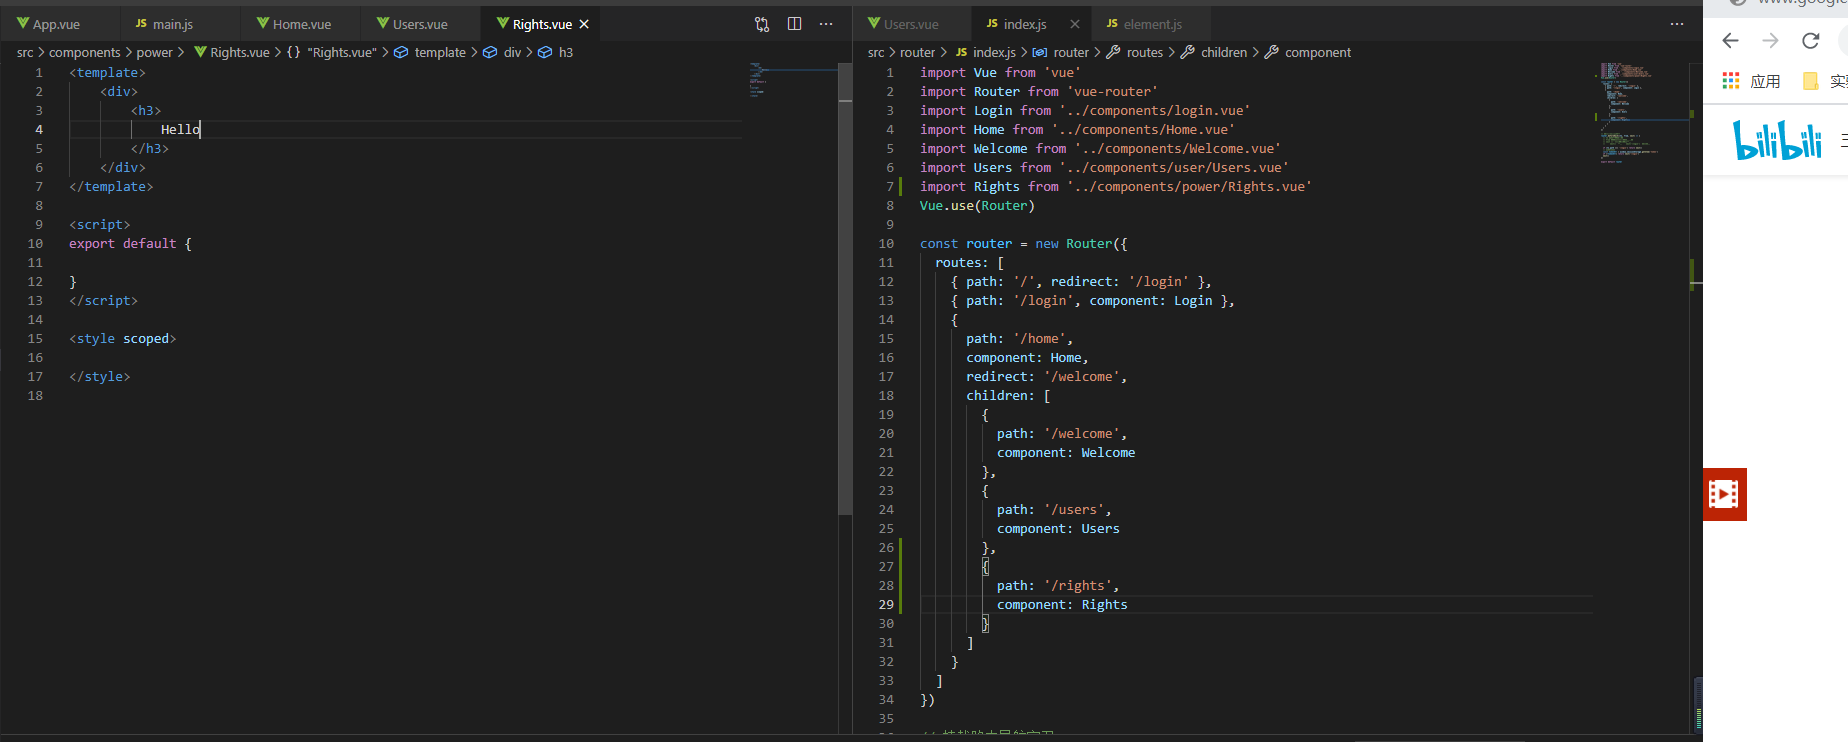 App.vue
JS main.js
Home.vue
Users.vue
Rights.vue
src > components > power > Rights.vue > {} "Rights.vue" > template > div > h3
1 <template>
2 <div>
3 <h3>
4 Hello
5 </h3>
6 </div>
7 </template>
8
9 <script>
10 export default {
11
12 }
13 </script>
14
15 <style scoped>
16
17 </style>
18
Users.vue
JS index.js
JS element.js
src > router > JS index.js > router > routes > children > component
1 import Vue from 'vue'
2 import Router from 'vue-router'
3 import Login from '../components/login.vue'
4 import Home from '../components/Home.vue'
5 import Welcome from '../components/Welcome.vue'
6 import Users from '../components/user/Users.vue'
7 import Rights from '../components/power/Rights.vue'
8 Vue.use(Router)
9
10 const router = new Router({
11 routes: [
12 { path: '/', redirect: '/login' },
13 { path: '/login', component: Login },
14 {
15 path: '/home',
16 component: Home,
17 redirect: '/welcome',
18 children: [
19 {
20 path: '/welcome',
21 component: Welcome
22 },
23 {
24 path: '/users',
25 component: Users
26 },
27 {
28 path: '/rights',
29 component: Rights
30 }
31 ]
32 }
33 ]
34 })
35
应用
bilibili